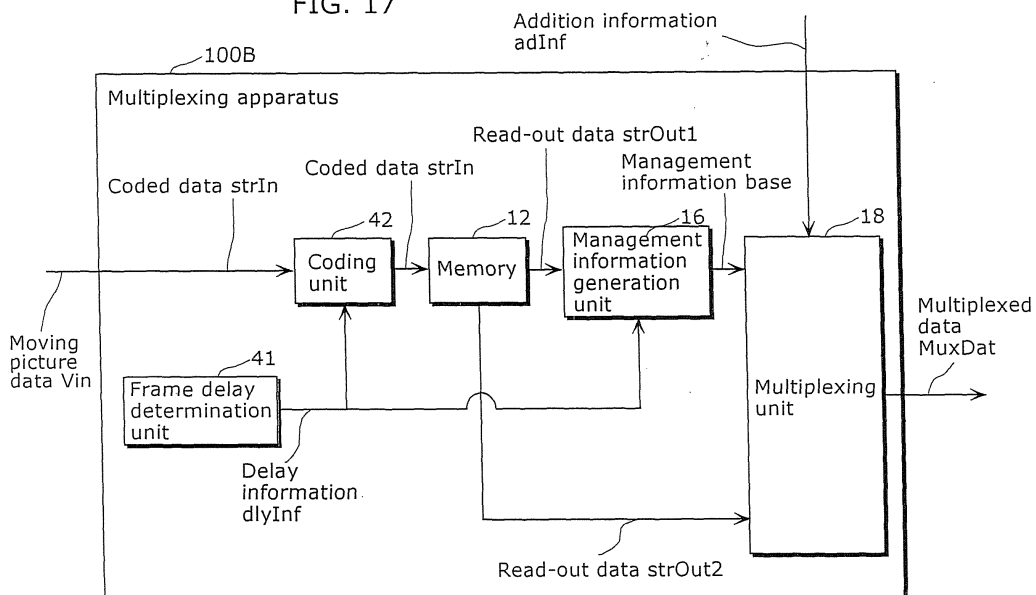 FIG. 17
Addition information
adInf
100B
Multiplexing apparatus
Read-out data strOut1
Coded data strIn
Coded data strIn
Management
information base
42
12
16
18
Coding
unit
Memory
Management
information
generation
unit
Moving
picture
data Vin
41
Frame delay
determination
unit
Multiplexing
unit
Multiplexed
data
MuxDat
Delay
information
dlyInf
Read-out data strOut2